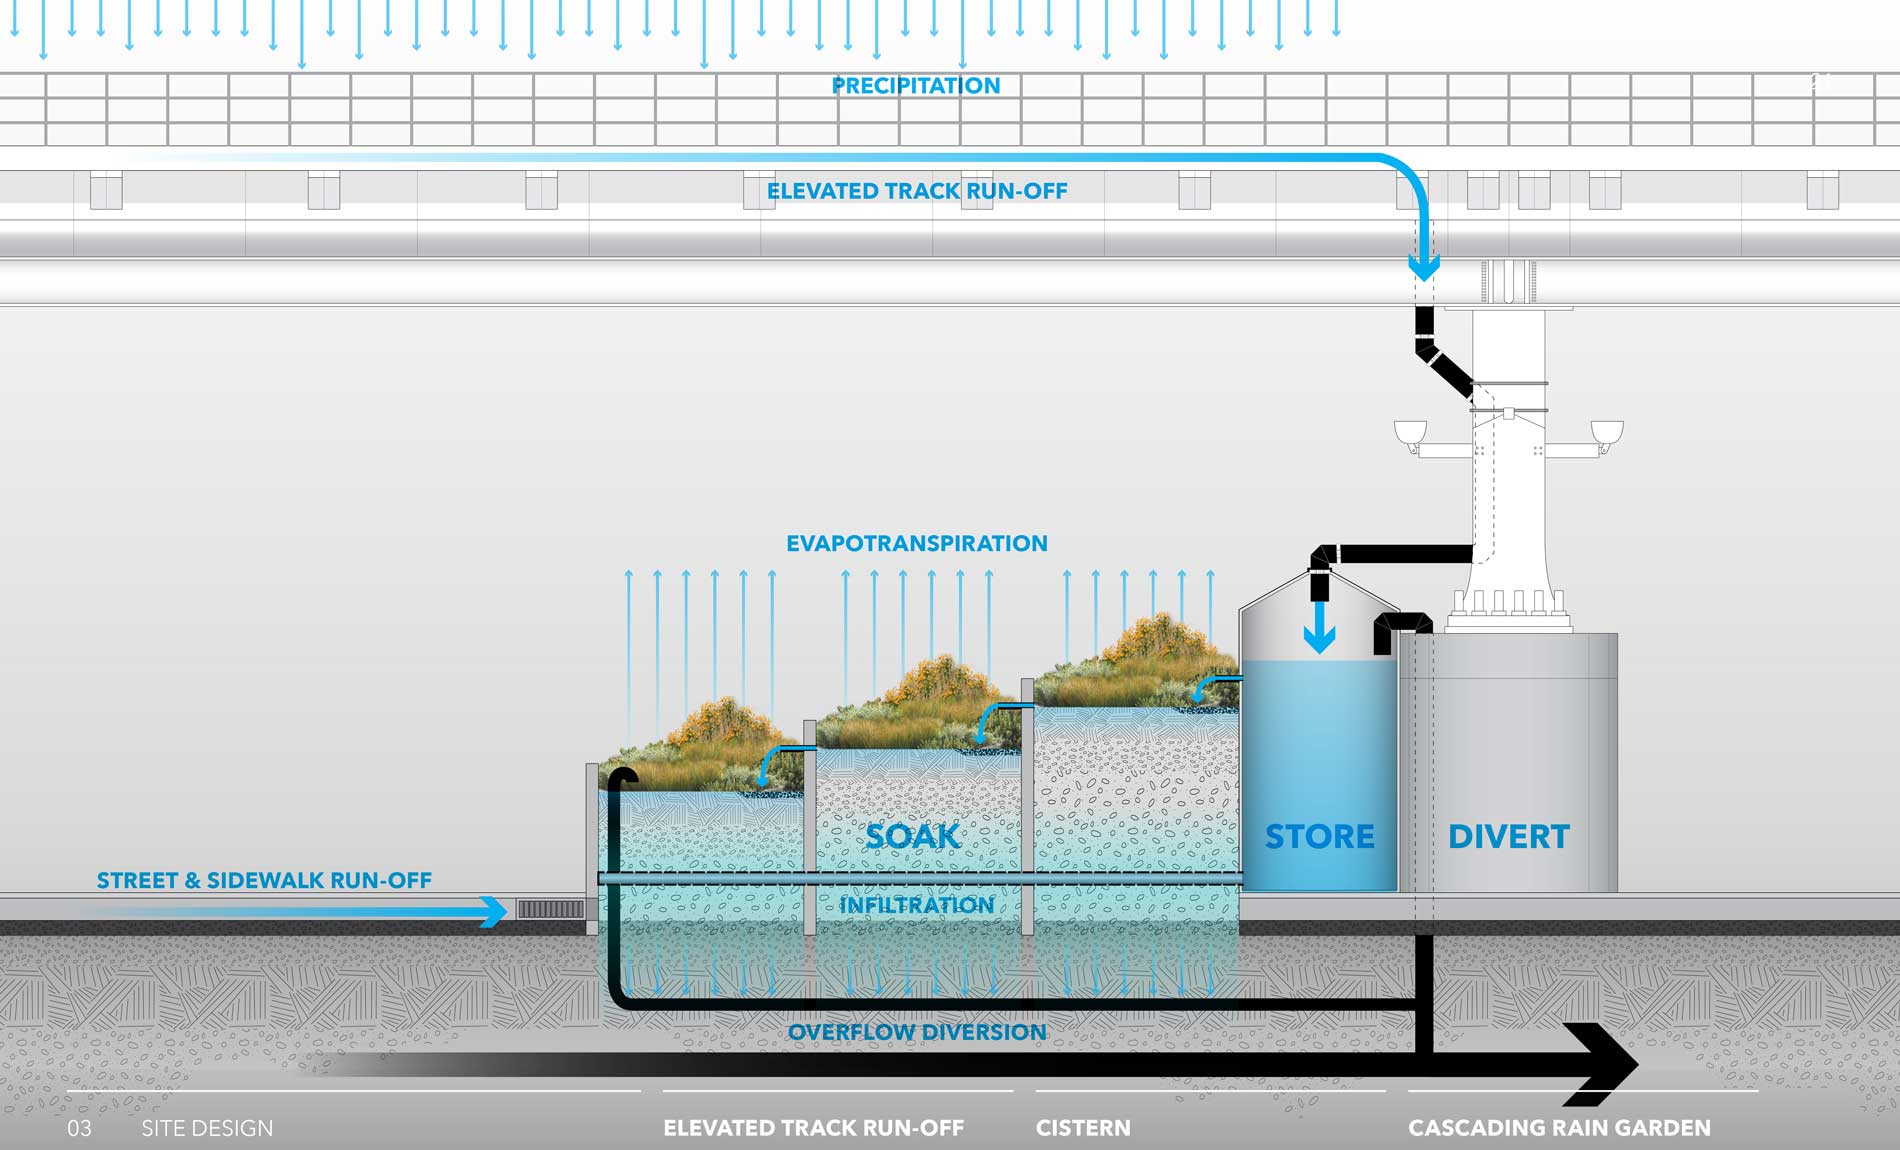 PRECIPITATION
21
ELEVATED TRACK RUN-OFF
EVAPOTRANSPIRATION
SOAK
STORE
DIVERT
STREET & SIDEWALK RUN-OFF
INFILTRATION
OVERFLOW DIVERSION
03 SITE DESIGN ELEVATED TRACK RUN-OFF CISTERN CASCADING RAIN GARDEN